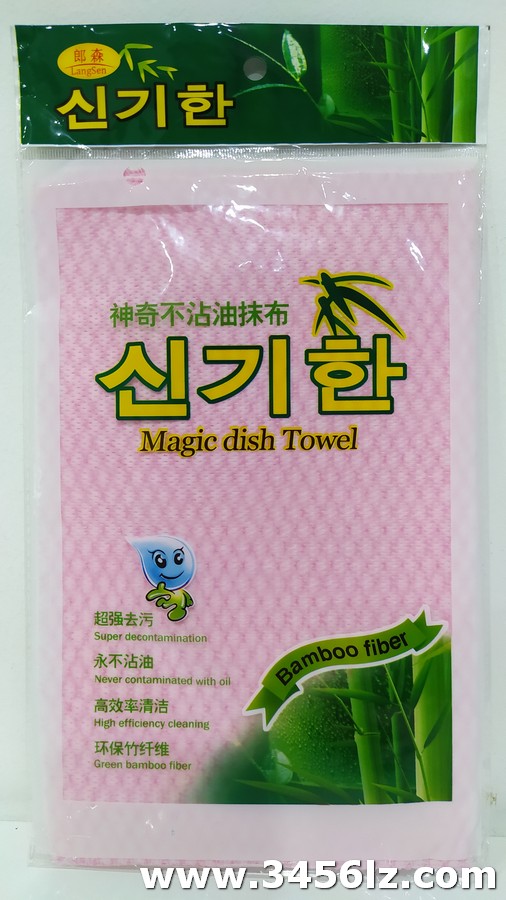 郎森
LangSen
신기한
神奇不沾油抹布
신기한
Magic dish Towel
超强去污
Super decontamination
永不沾油
Never contaminated with oil
高效率清洁
High efficiency cleaning
环保竹纤维
Green bamboo fiber
Bamboo fiber
www.3456lz.com